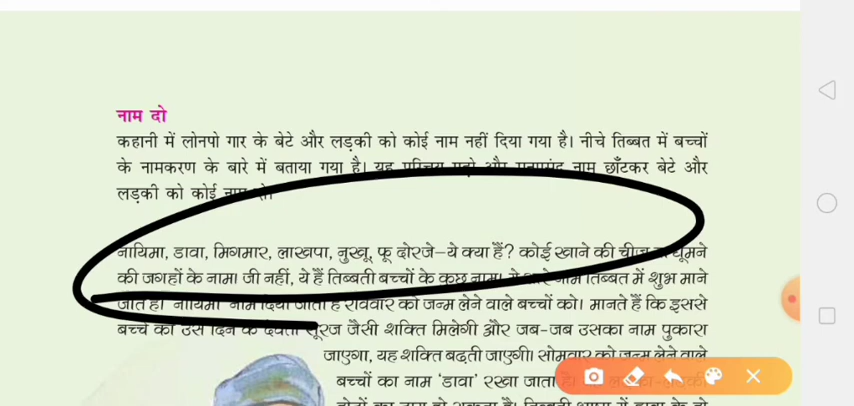 नाम दो
कहानी में लोनपो गार के बेटे और लड़की को कोई नाम नहीं दिया गया है। नीचे तिब्बत में बच्चों
के नामकरण के बारे में बताया गया है। यह परिचय पढ़ो और मनपसंद नाम छाँटकर बेटे और
लड़की को कोई नाम दो।
नायिमा, डावा, मिगमार, लाखपा, नुखू, फू दोरजे–ये क्या हैं? कोई खाने की चीज़ या घूमने
की जगहों के नाम। जी नहीं, ये हैं तिब्बती बच्चों के कुछ नाम। ये सारे नाम तिब्बत में शुभ माने
जाते हैं। 'नायिमा' नाम दिया जाता है रविवार को जन्म लेने वाले बच्चों को। मानते हैं कि इससे
बच्चे को उस दिन के देवता सूरज जैसी शक्ति मिलेगी और जब-जब उसका नाम पुकारा
जाएगा, यह शक्ति बढ़ती जाएगी। सोमवार को जन्म लेने वाले
बच्चों का नाम 'डावा' रखा जाता